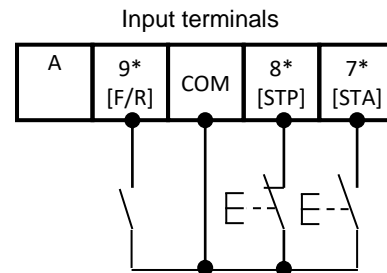 Input terminals
A 9* COM 8* 7*
[F/R] [STP] [STA]